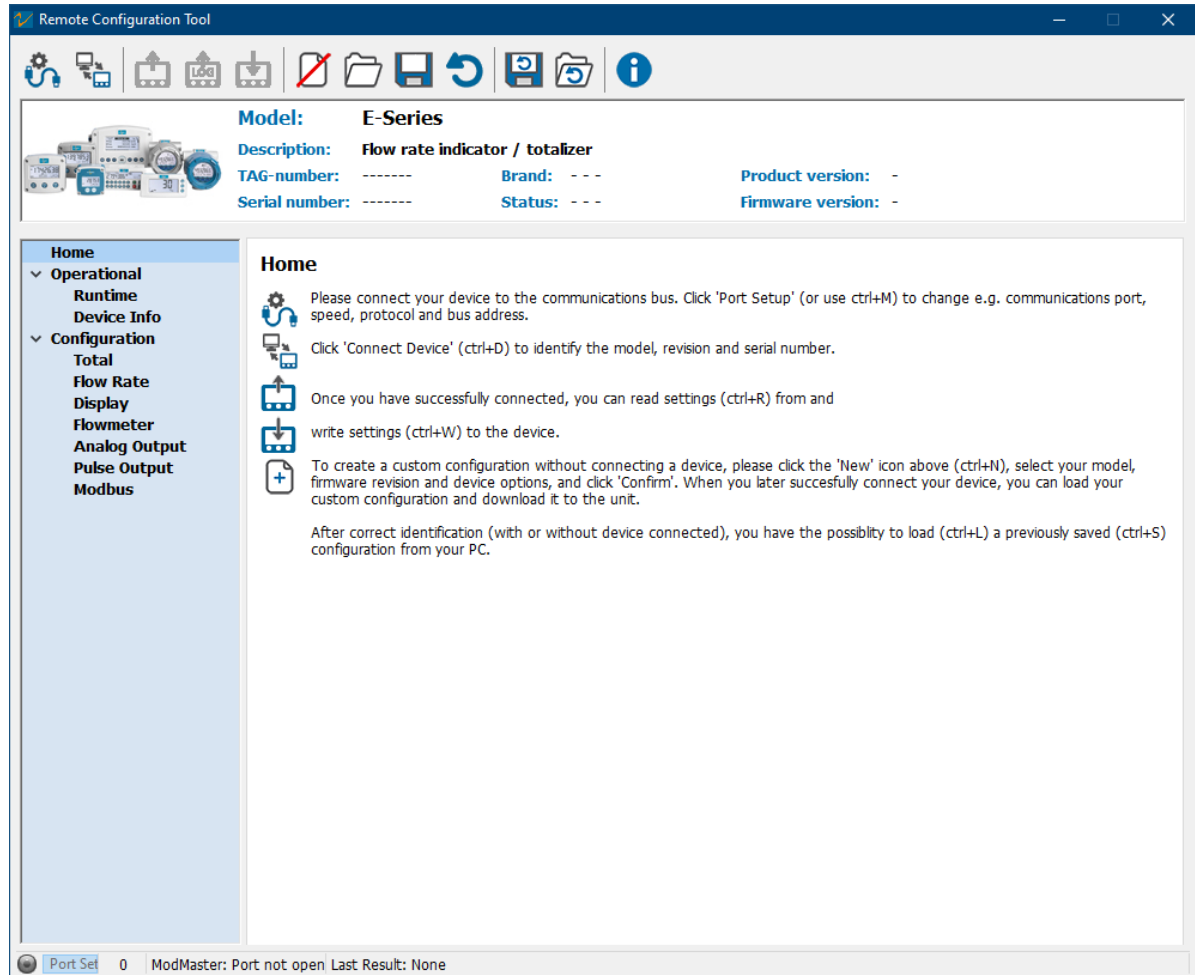 Remote Configuration Tool
LOG
Model: E-Series
Description: Flow rate indicator / totalizer
TAG-number: ------- Brand: - - - Product version: -
Serial number: ------- Status: - - - Firmware version: -
Home
Operational
Runtime
Device Info
Configuration
Total
Flow Rate
Display
Flowmeter
Analog Output
Pulse Output
Modbus
Home
Please connect your device to the communications bus. Click 'Port Setup' (or use ctrl+M) to change e.g. communications port,
speed, protocol and bus address.
Click 'Connect Device' (ctrl+D) to identify the model, revision and serial number.
Once you have successfully connected, you can read settings (ctrl+R) from and
write settings (ctrl+W) to the device.
To create a custom configuration without connecting a device, please click the 'New' icon above (ctrl+N), select your model,
firmware revision and device options, and click 'Confirm'. When you later succesfully connect your device, you can load your
custom configuration and download it to the unit.
After correct identification (with or without device connected), you have the possiblity to load (ctrl+L) a previously saved (ctrl+S)
configuration from your PC.
Port Set 0 ModMaster: Port not open Last Result: None